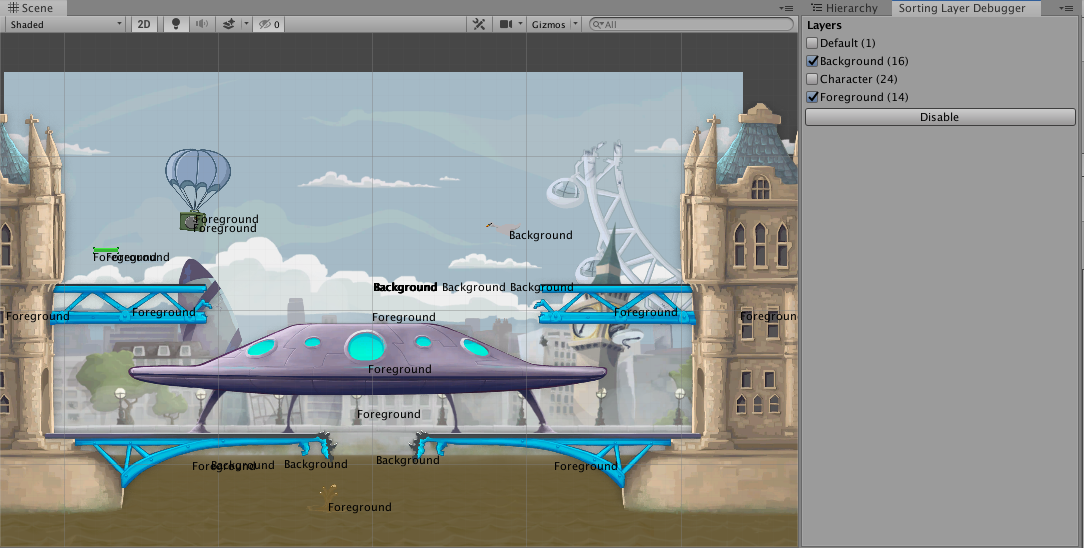 Scene
Hierarchy
Sorting Layer Debugger
Shaded
2D
0
Gizmos
All
Layers
Default (1)
Background (16)
Character (24)
Foreground (14)
Disable
Foreground
Foreground
Background
Foreground
Foreground
Background
Background
Background
Foreground
Foreground
Foreground
Foreground
Foreground
Foreground
Foreground
Foreground
Background
Background
Background
Foreground
Foreground